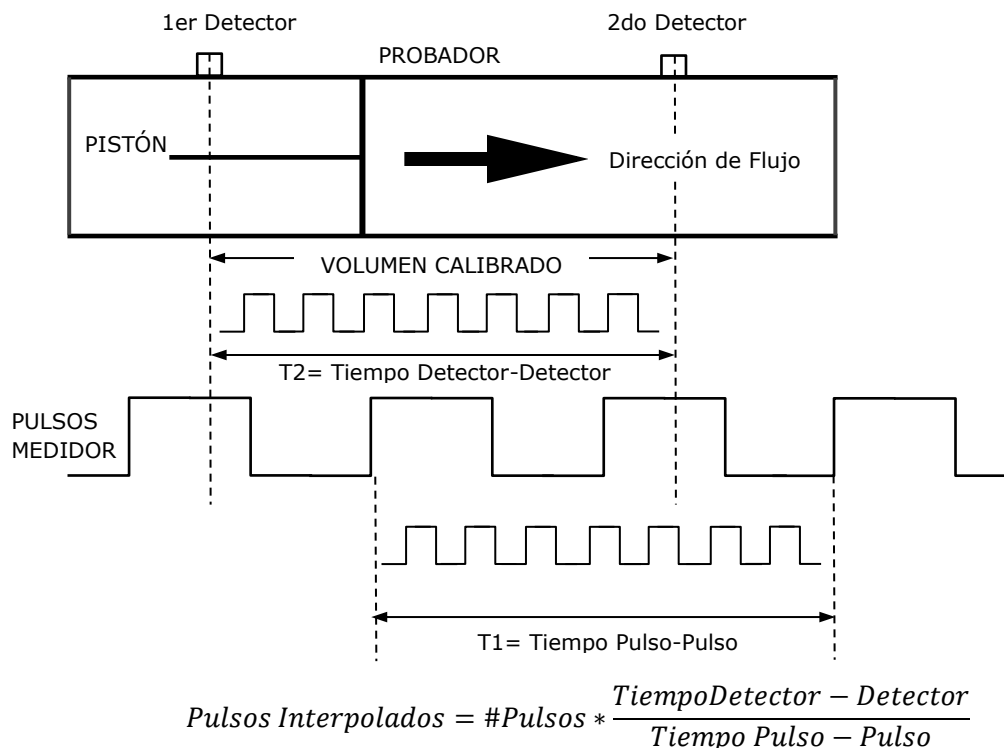 1er Detector
2do Detector
PROBADOR
PISTÓN
Dirección de Flujo
VOLUMEN CALIBRADO
T2= Tiempo Detector-Detector
PULSOS
MEDIDOR
T1= Tiempo Pulso-Pulso
Pulsos Interpolados = #Pulsos * TiempoDetector − Detector
Tiempo Pulso − Pulso